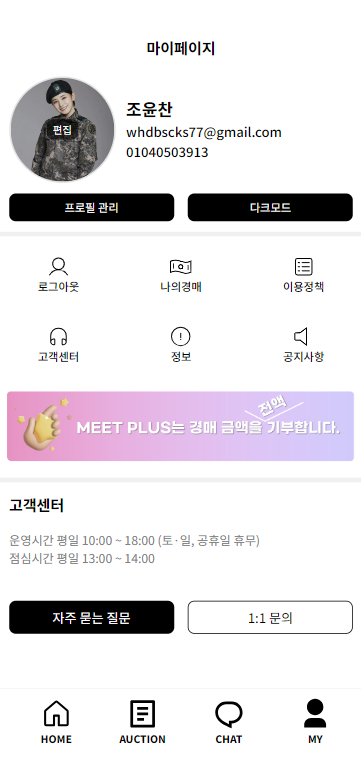 마이페이지
편집
조윤찬
whdbscks77@gmail.com
01040503913
프로필 관리
다크모드
로그아웃
나의경매
이용정책
고객센터
정보
공지사항
전액
MEET PLUS는 경매 금액을 기부합니다.
고객센터
운영시간 평일 10:00 ~ 18:00 (토·일, 공휴일 휴무)
점심시간 평일 13:00 ~ 14:00
자주 묻는 질문
1:1 문의
HOME
AUCTION
CHAT
MY